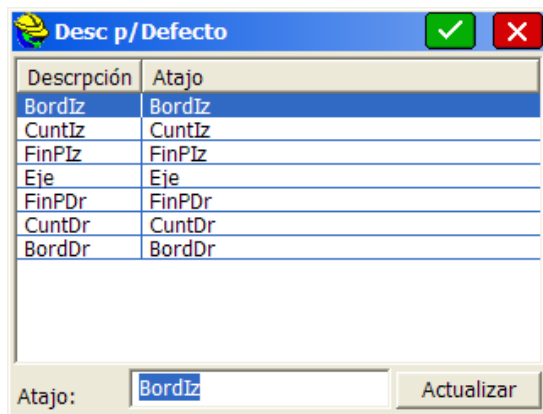 Desc p/Defecto
Descrpción Atajo
BordIz BordIz
CuntIz CuntIz
FinPIz FinPIz
Eje Eje
FinPDr FinPDr
CuntDr CuntDr
BordDr BordDr
Atajo: BordIz Actualizar